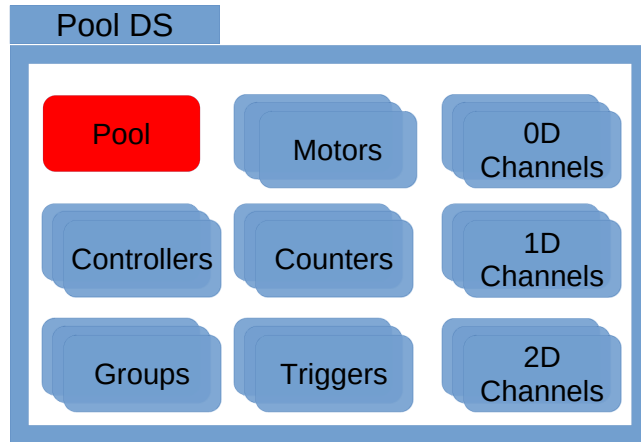 Pool DS
Pool
Motors
0D
Channels
Controllers
Counters
1D
Channels
Groups
Triggers
2D
Channels